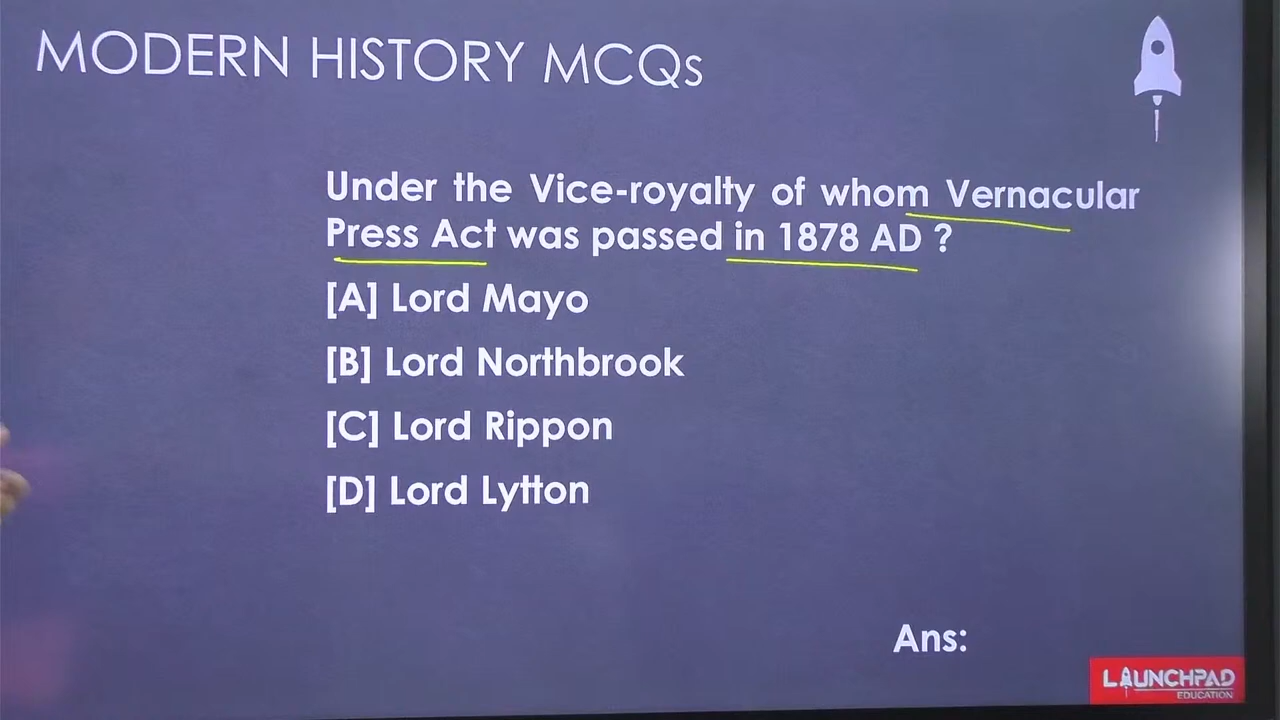 MODERN HISTORY MCQs
Under the Vice-royalty of whom Vernacular
Press Act was passed in 1878 AD ?
[A] Lord Mayo
[B] Lord Northbrook
[C] Lord Rippon
[D] Lord Lytton
Ans:
LAUNCHPAD
EDUCATION